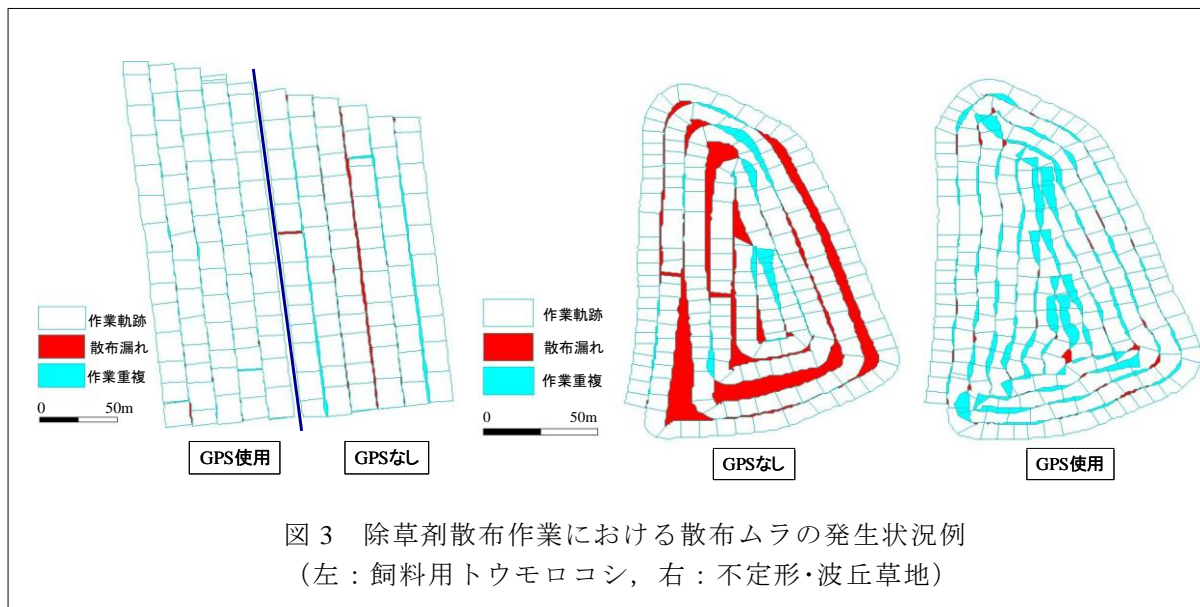 作業軌跡
散布漏れ
作業重複
0 50m
GPS使用
GPSなし
作業軌跡
散布漏れ
作業重複
0 50m
GPSなし
GPS使用
図 3 除草剤散布作業における散布ムラの発生状況例
(左:飼料用トウモロコシ,右:不定形･波丘草地)